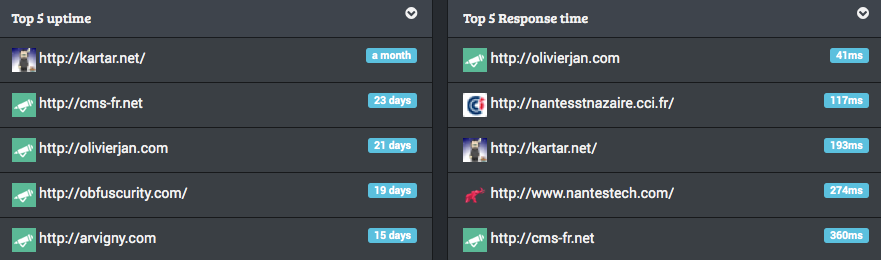 Top 5 uptime
http://kartar.net/ a month
http://cms-fr.net 23 days
http://olivierjan.com 21 days
http://obfuscurity.com/ 19 days
http://arvigny.com 15 days
Top 5 Response time
http://olivierjan.com 41ms
http://nantesstnazaire.cci.fr/ 117ms
http://kartar.net/ 193ms
http://www.nantestech.com/ 274ms
http://cms-fr.net 360ms